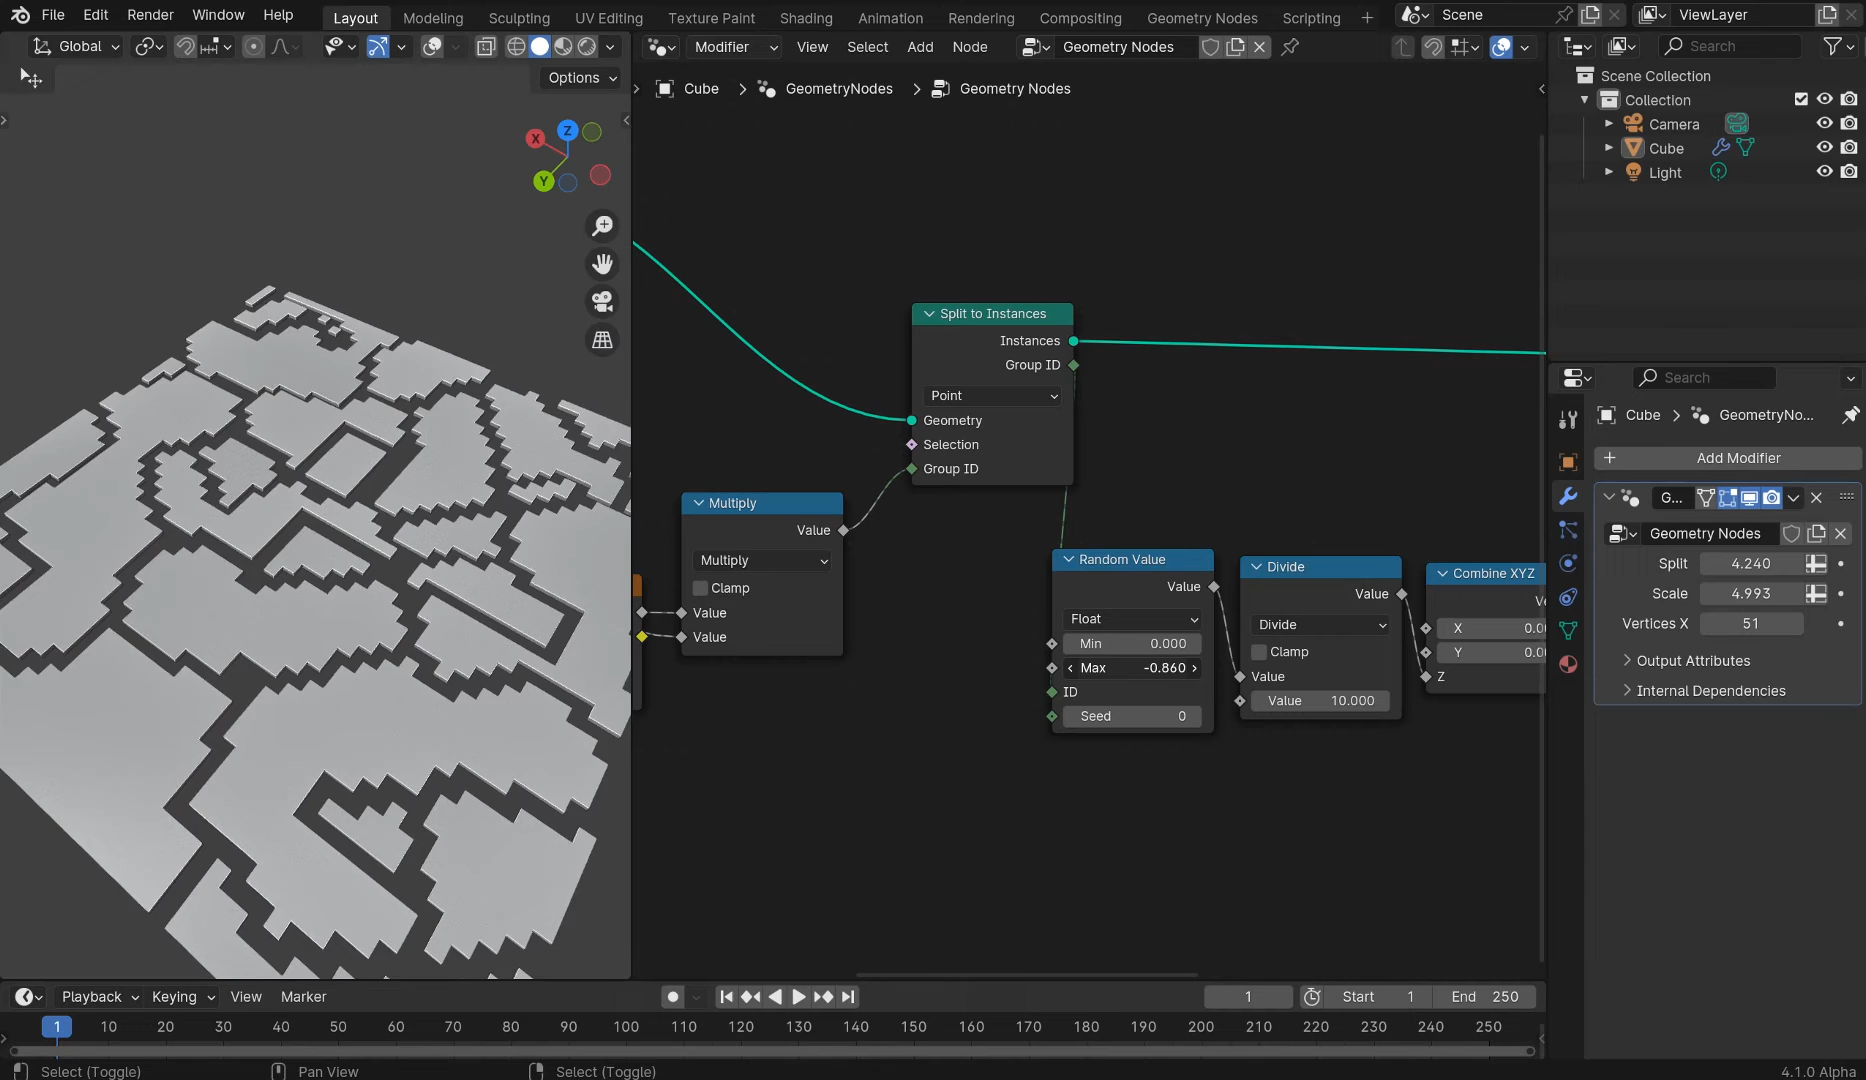 File Edit Render Window Help Layout Modeling Sculpting UV Editing Texture Paint Shading Animation Rendering Compositing Geometry Nodes Scripting + Scene ViewLayer
Global Modifier View Select Add Node Geometry Nodes Search
Options
Cube > GeometryNodes > Geometry Nodes
Scene Collection
Collection
Camera
Cube
Light
X Z
Y
Split to Instances
Instances
Group ID
Point
Geometry
Selection
Group ID
Multiply
Value
Multiply
Clamp
Value
Value
Random Value
Value
Float
Min 0.000
Max -0.860
ID
Seed 0
Divide
Value
Divide
Clamp
Value
Value 10.000
Combine XYZ
X 0.0
Y 0.0
Z
Search
Cube > GeometryNo...
Add Modifier
G...
Geometry Nodes
Split 4.240
Scale 4.993
Vertices X 51
Output Attributes
Internal Dependencies
Playback Keying View Marker 1 Start 1 End 250
1 10 20 30 40 50 60 70 80 90 100 110 120 130 140 150 160 170 180 190 200 210 220 230 240 250
Select (Toggle) Pan View Select (Toggle) 4.1.0 Alpha